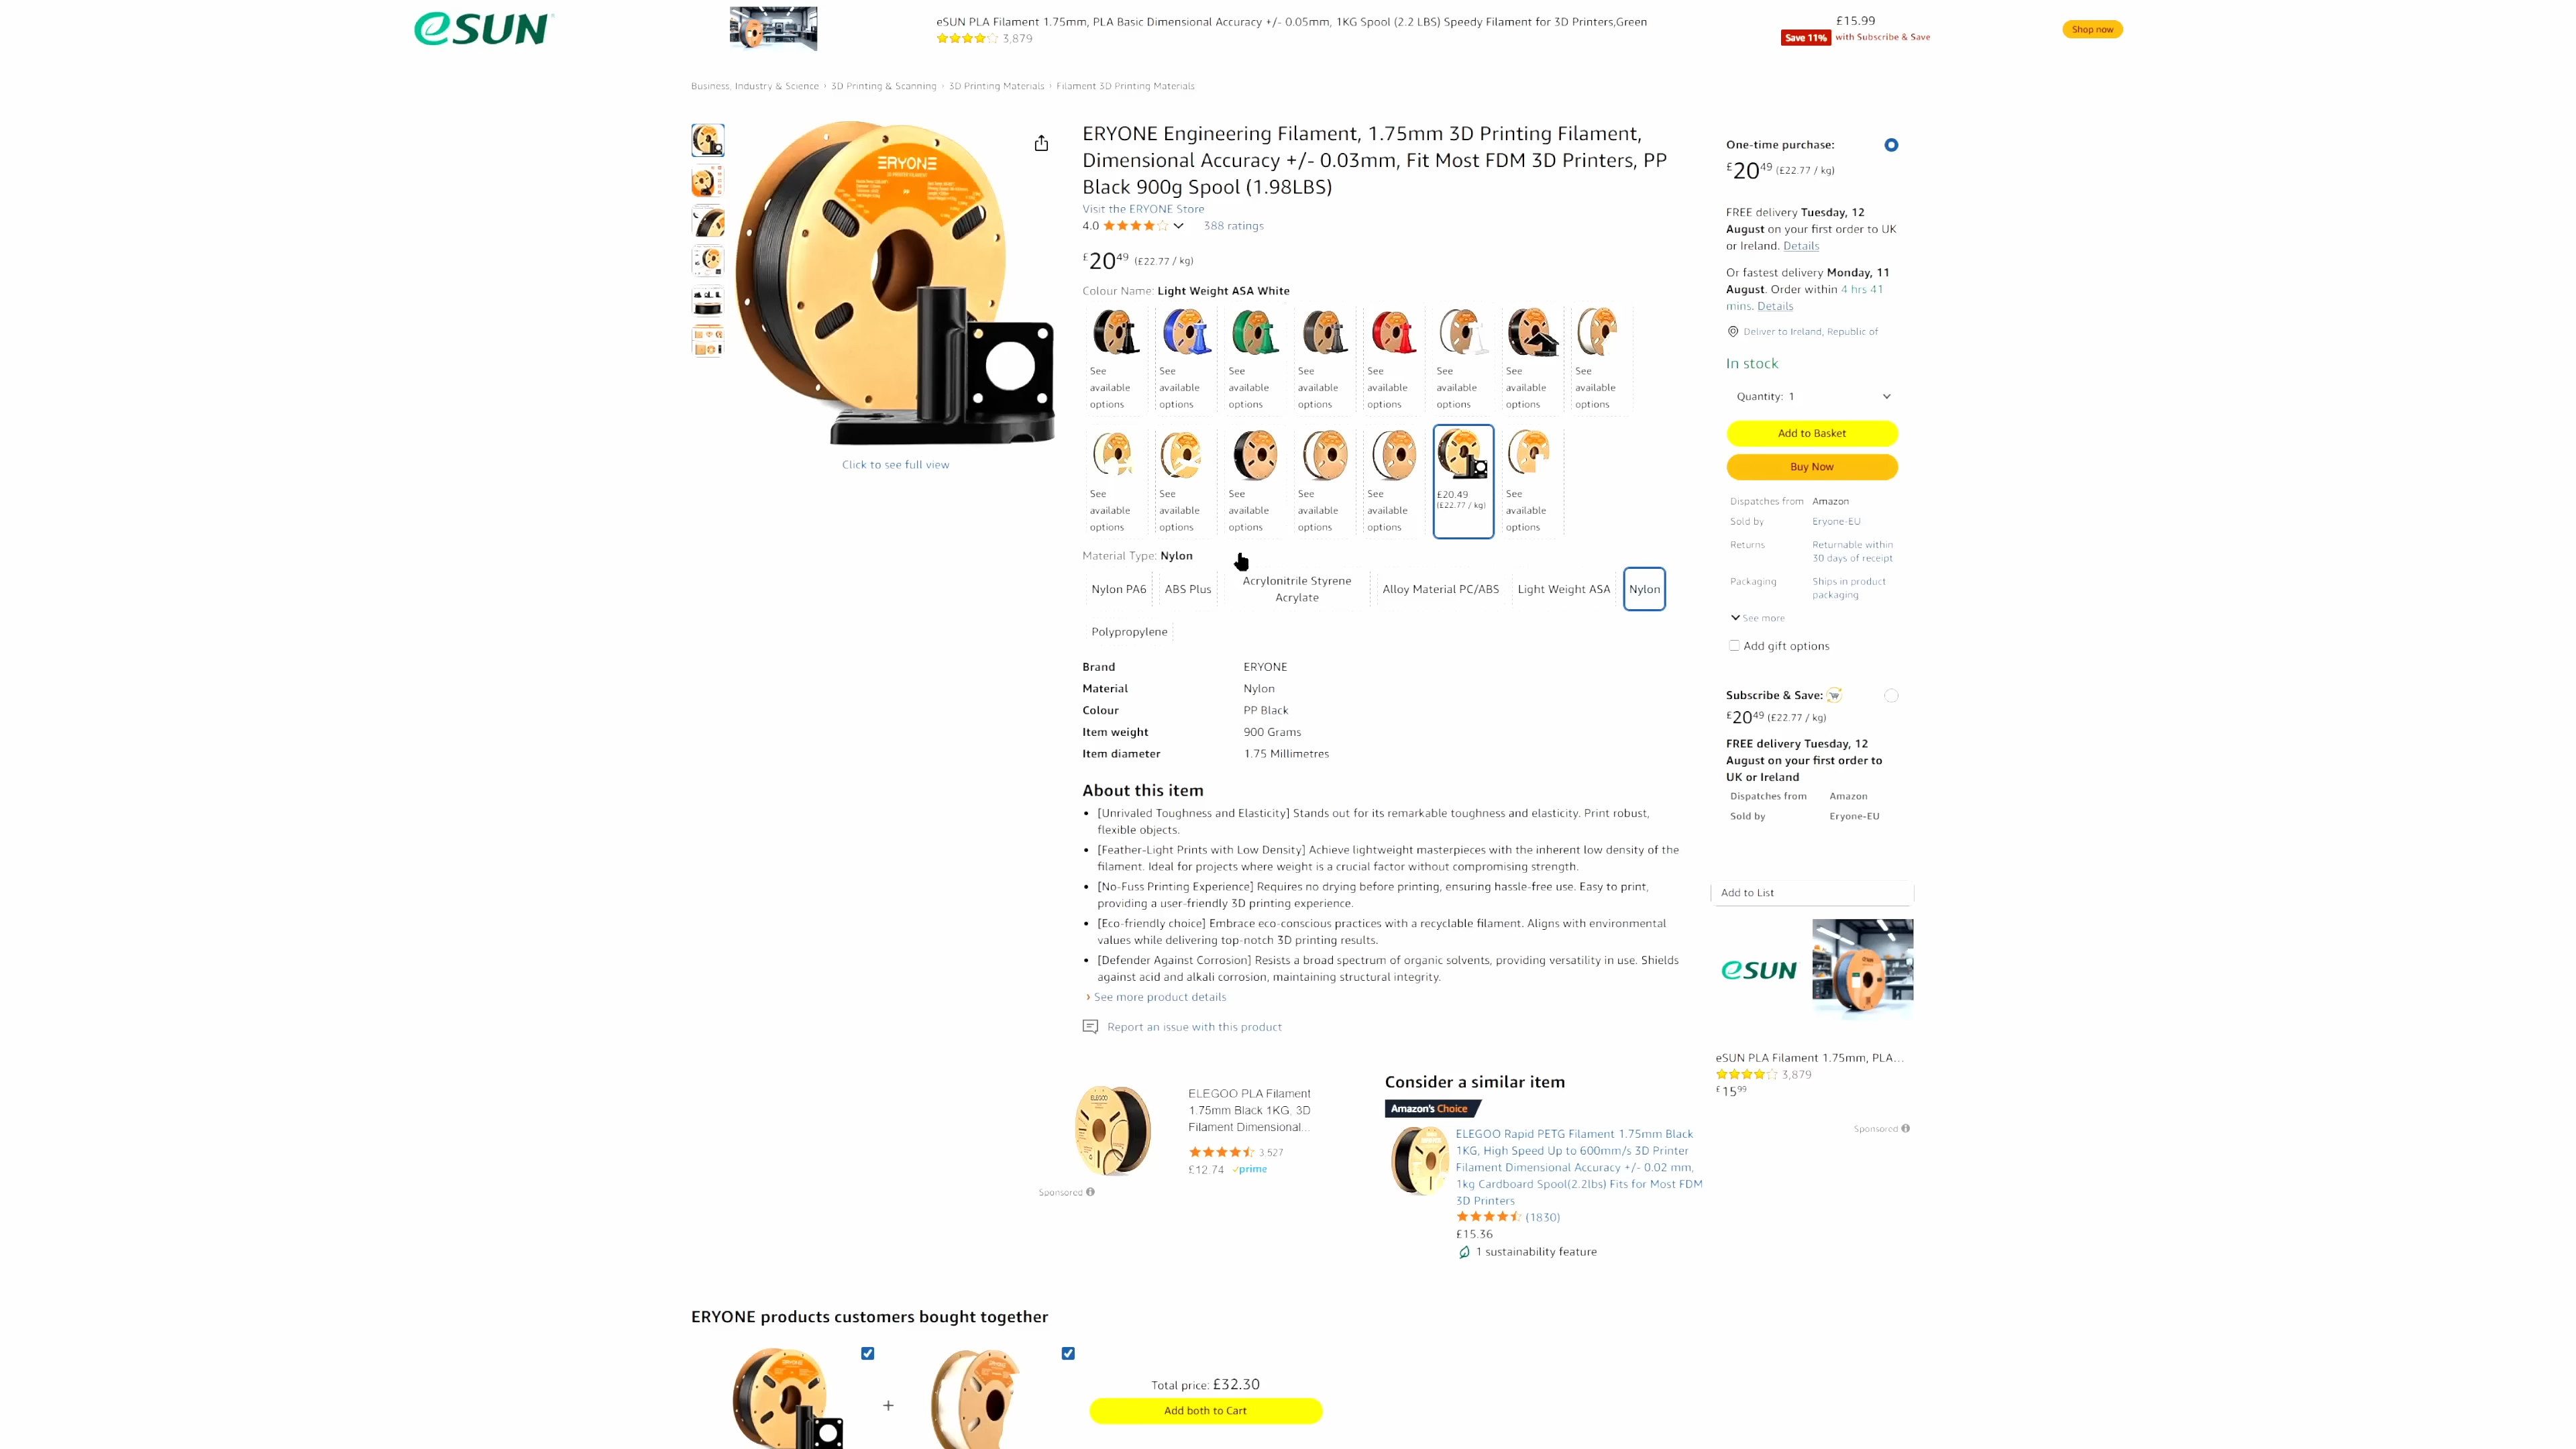 eSUN
eSUN PLA Filament 1.75mm, PLA Basic Dimensional Accuracy +/- 0.05mm, 1KG Spool (2.2 LBS) Speedy Filament for 3D Printers,Green
3,879
£15.99
Save 11% with Subscribe & Save
Shop now
Business, Industry & Science › 3D Printing & Scanning › 3D Printing Materials › Filament 3D Printing Materials
ERYONE
Click to see full view
ERYONE Engineering Filament, 1.75mm 3D Printing Filament,
Dimensional Accuracy +/- 0.03mm, Fit Most FDM 3D Printers, PP
Black 900g Spool (1.98LBS)
Visit the ERYONE Store
4.0 388 ratings
£20.49 (£22.77 / kg)
Colour Name: Light Weight ASA White
See available options
See available options
See available options
See available options
See available options
See available options
See available options
See available options
See available options
See available options
See available options
See available options
See available options
£20.49
(£22.77 / kg)
See available options
Material Type: Nylon
Nylon PA6
ABS Plus
Acrylonitrile Styrene
Acrylate
Alloy Material PC/ABS
Light Weight ASA
Nylon
Polypropylene
Brand ERYONE
Material Nylon
Colour PP Black
Item weight 900 Grams
Item diameter 1.75 Millimetres
About this item
• [Unrivaled Toughness and Elasticity] Stands out for its remarkable toughness and elasticity. Print robust,
flexible objects.
• [Feather-Light Prints with Low Density] Achieve lightweight masterpieces with the inherent low density of the
filament. Ideal for projects where weight is a crucial factor without compromising strength.
• [No-Fuss Printing Experience] Requires no drying before printing, ensuring hassle-free use. Easy to print,
providing a user-friendly 3D printing experience.
• [Eco-friendly choice] Embrace eco-conscious practices with a recyclable filament. Aligns with environmental
values while delivering top-notch 3D printing results.
• [Defender Against Corrosion] Resists a broad spectrum of organic solvents, providing versatility in use. Shields
against acid and alkali corrosion, maintaining structural integrity.
› See more product details
Report an issue with this product
ELEGOO PLA Filament
1.75mm Black 1KG, 3D
Filament Dimensional...
3,527
£12.74 prime
Sponsored
Consider a similar item
Amazon's Choice
ELEGOO Rapid PETG Filament 1.75mm Black
1KG, High Speed Up to 600mm/s 3D Printer
Filament Dimensional Accuracy +/- 0.02 mm,
1kg Cardboard Spool(2.2lbs) Fits for Most FDM
3D Printers
(1830)
£15.36
1 sustainability feature
One-time purchase:
£20.49 (£22.77 / kg)
FREE delivery Tuesday, 12
August on your first order to UK
or Ireland. Details
Or fastest delivery Monday, 11
August. Order within 4 hrs 41
mins. Details
Deliver to Ireland, Republic of
In stock
Quantity: 1
Add to Basket
Buy Now
Dispatches from Amazon
Sold by Eryone-EU
Returns Returnable within
30 days of receipt
Packaging Ships in product
packaging
See more
Add gift options
Subscribe & Save:
£20.49 (£22.77 / kg)
FREE delivery Tuesday, 12
August on your first order to
UK or Ireland
Dispatches from Amazon
Sold by Eryone-EU
Add to List
eSUN
eSUN PLA Filament 1.75mm, PLA...
3,879
£15.99
Sponsored
ERYONE products customers bought together
+
Total price: £32.30
Add both to Cart